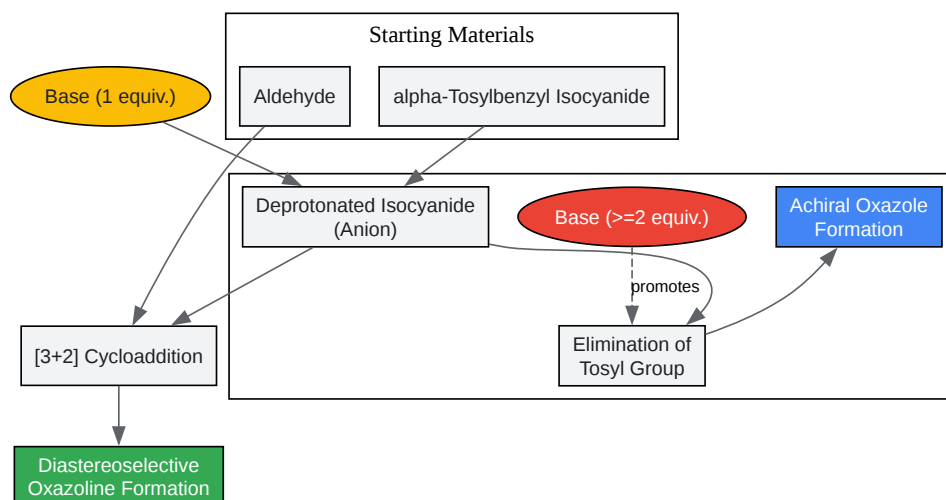 Starting Materials
Base (1 equiv.)
Aldehyde
alpha-Tosylbenzyl Isocyanide
Deprotonated Isocyanide
(Anion)
Base (>=2 equiv.)
Achiral Oxazole
Formation
promotes
[3+2] Cycloaddition
Elimination of
Tosyl Group
Diastereoselective
Oxazoline Formation